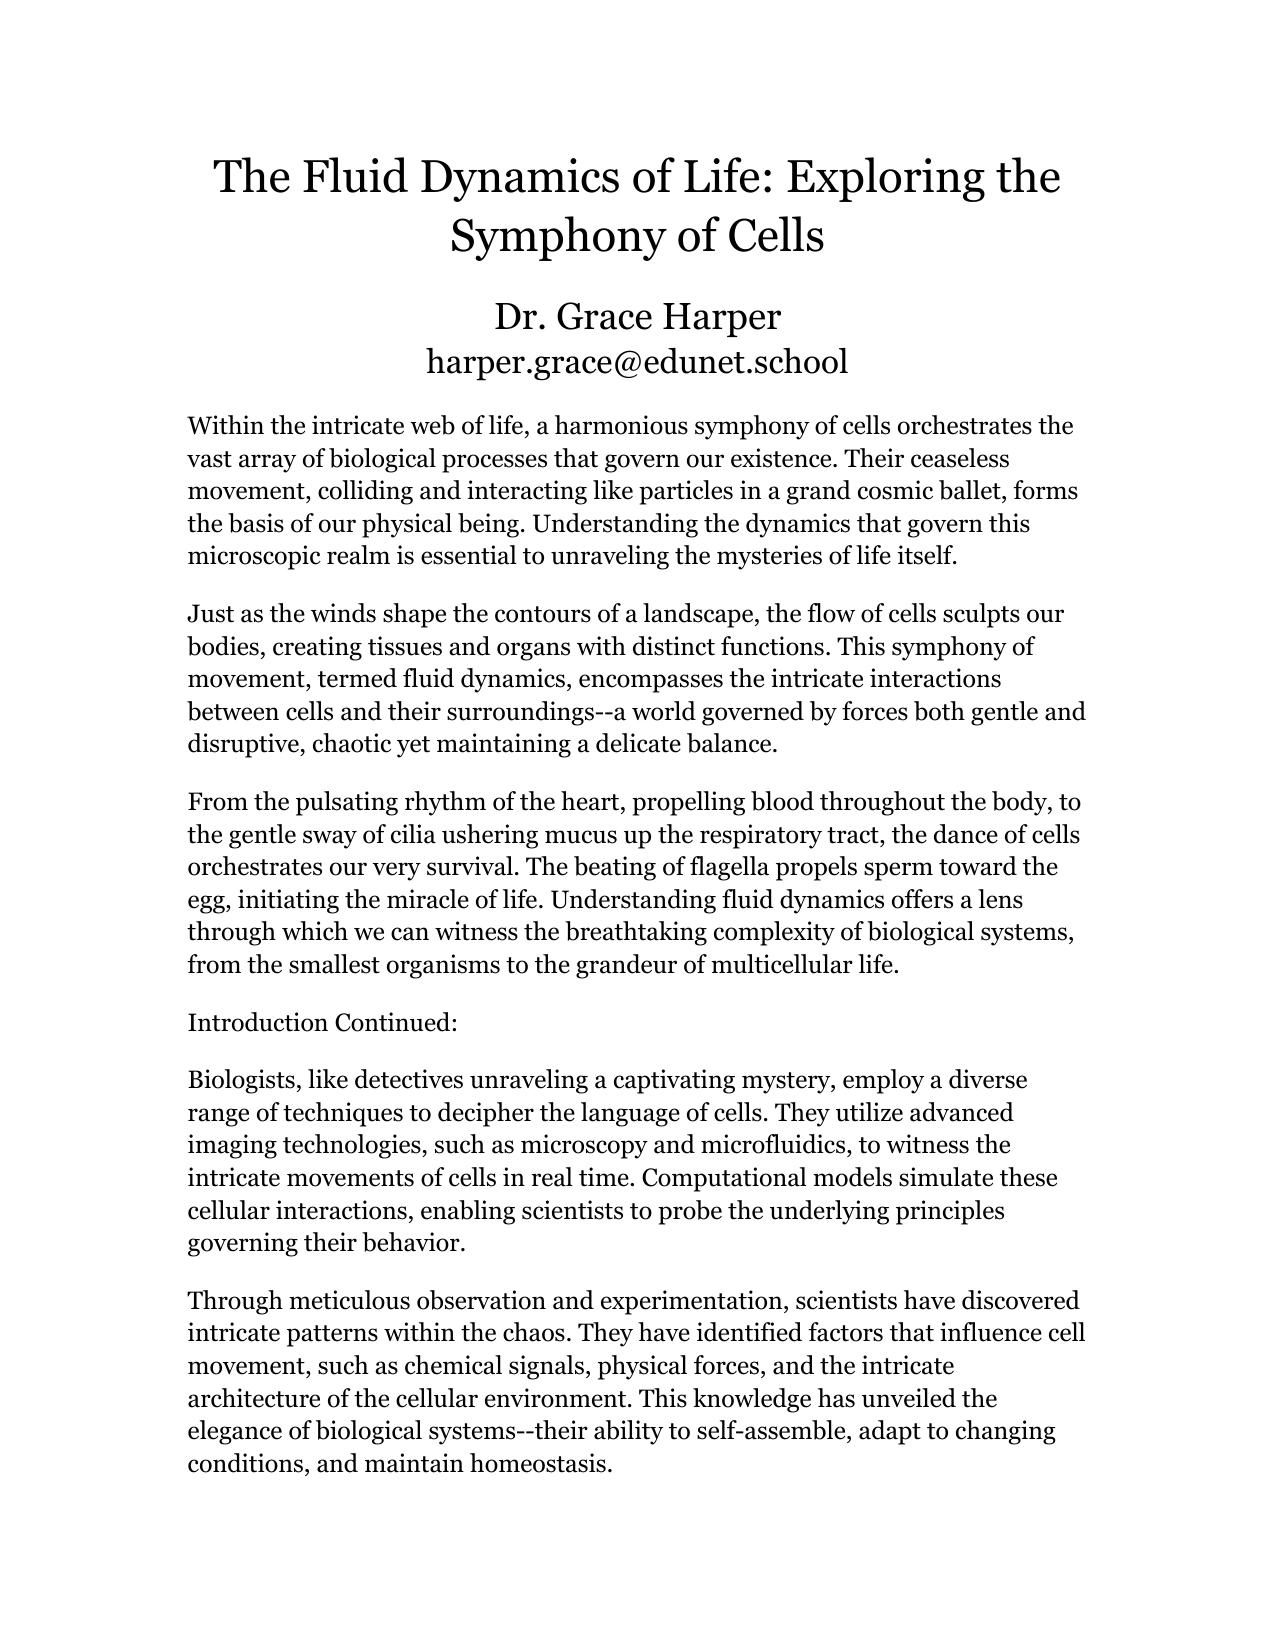 The Fluid Dynamics of Life: Exploring the
Symphony of Cells
Dr. Grace Harper
harper.grace@edunet.school
Within the intricate web of life, a harmonious symphony of cells orchestrates the
vast array of biological processes that govern our existence. Their ceaseless
movement, colliding and interacting like particles in a grand cosmic ballet, forms
the basis of our physical being. Understanding the dynamics that govern this
microscopic realm is essential to unraveling the mysteries of life itself.
Just as the winds shape the contours of a landscape, the flow of cells sculpts our
bodies, creating tissues and organs with distinct functions. This symphony of
movement, termed fluid dynamics, encompasses the intricate interactions
between cells and their surroundings--a world governed by forces both gentle and
disruptive, chaotic yet maintaining a delicate balance.
From the pulsating rhythm of the heart, propelling blood throughout the body, to
the gentle sway of cilia ushering mucus up the respiratory tract, the dance of cells
orchestrates our very survival. The beating of flagella propels sperm toward the
egg, initiating the miracle of life. Understanding fluid dynamics offers a lens
through which we can witness the breathtaking complexity of biological systems,
from the smallest organisms to the grandeur of multicellular life.
Introduction Continued:
Biologists, like detectives unraveling a captivating mystery, employ a diverse
range of techniques to decipher the language of cells. They utilize advanced
imaging technologies, such as microscopy and microfluidics, to witness the
intricate movements of cells in real time. Computational models simulate these
cellular interactions, enabling scientists to probe the underlying principles
governing their behavior.
Through meticulous observation and experimentation, scientists have discovered
intricate patterns within the chaos. They have identified factors that influence cell
movement, such as chemical signals, physical forces, and the intricate
architecture of the cellular environment. This knowledge has unveiled the
elegance of biological systems--their ability to self-assemble, adapt to changing
conditions, and maintain homeostasis.